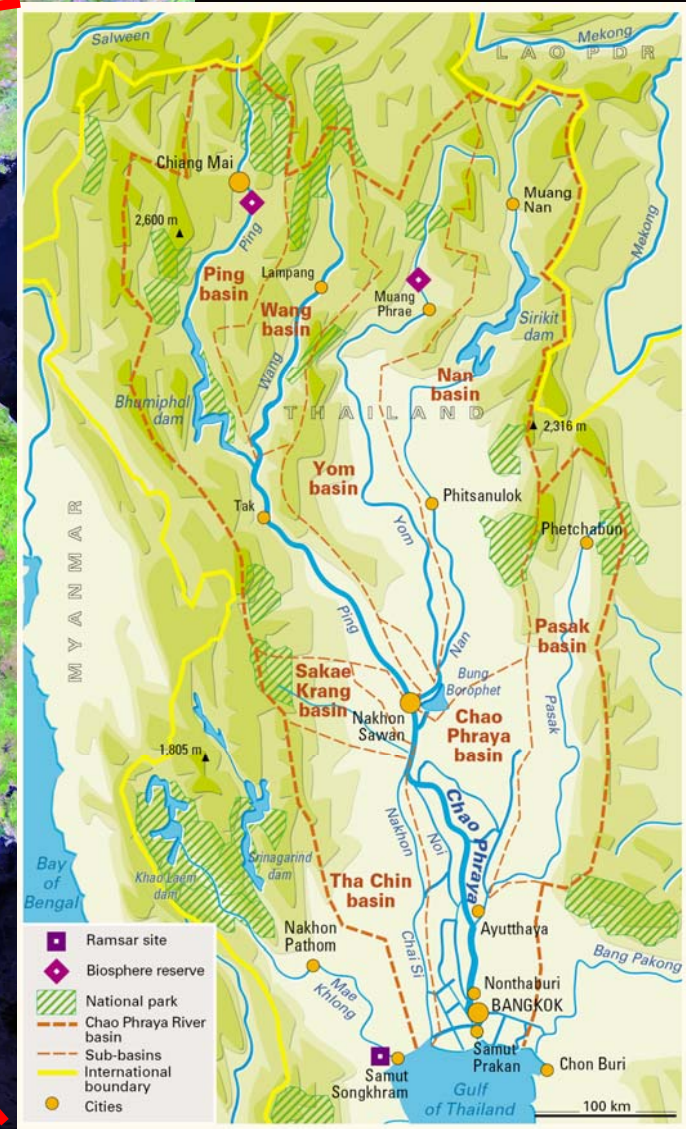 Salween
Mekong
LAO PDR
Chiang Mai
Muang
Nan
2,600 m
Ping
Mekong
Ping
basin
Lampang
Wang
basin
Muang
Phrae
Sirikit
dam
Wang
Nan
basin
Bhumiphol
dam
THAILAND
2,316 m
Yom
basin
Phitsanulok
Tak
Yom
Phetchabun
MYANMAR
Ping
Nan
Pasak
basin
Sakae
Krang
basin
Bung
Borophet
Pasak
Nakhon
Sawan
Chao
Phraya
basin
1.805 m
Chao Phraya
Nakhon
Noi
Bay
of
Bengal
Khao Laem
dam
Srinagarind
dam
Tha Chin
basin
Ayutthaya
Nakhon
Pathom
Chai Si
Bang Pakong
Mae
Khlong
Nonthaburi
BANGKOK
Samut
Prakan
Chon Buri
Samut
Songkhram
Gulf
of Thailand
100 km
Ramsar site
Biosphere reserve
National park
Chao Phraya River
basin
Sub-basins
International
boundary
Cities